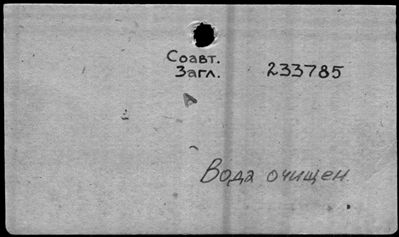 Соавт.
Загл. 233785
Вода очищен